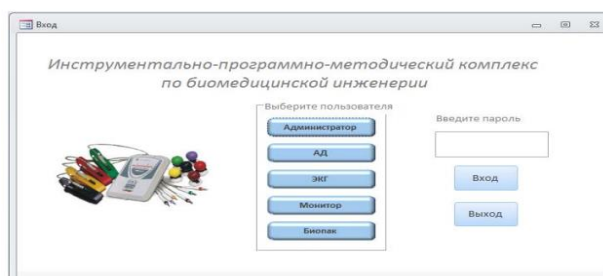 Вход
Инструментально-программно-методический комплекс
по биомедицинской инженерии
Выберите пользователя
Администратор
АД
ЭКГ
Монитор
Биопак
Введите пароль
Вход
Выход